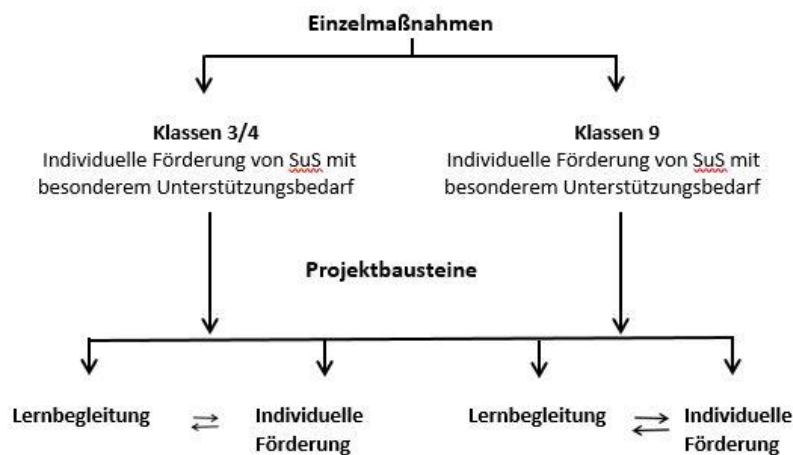 Einzelmaßnahmen
Klassen 3/4
Individuelle Förderung von SuS mit
besonderem Unterstützungsbedarf
Klassen 9
Individuelle Förderung von SuS mit
besonderem Unterstützungsbedarf
Projektbausteine
Lernbegleitung
Individuelle
Förderung
Lernbegleitung
Individuelle
Förderung